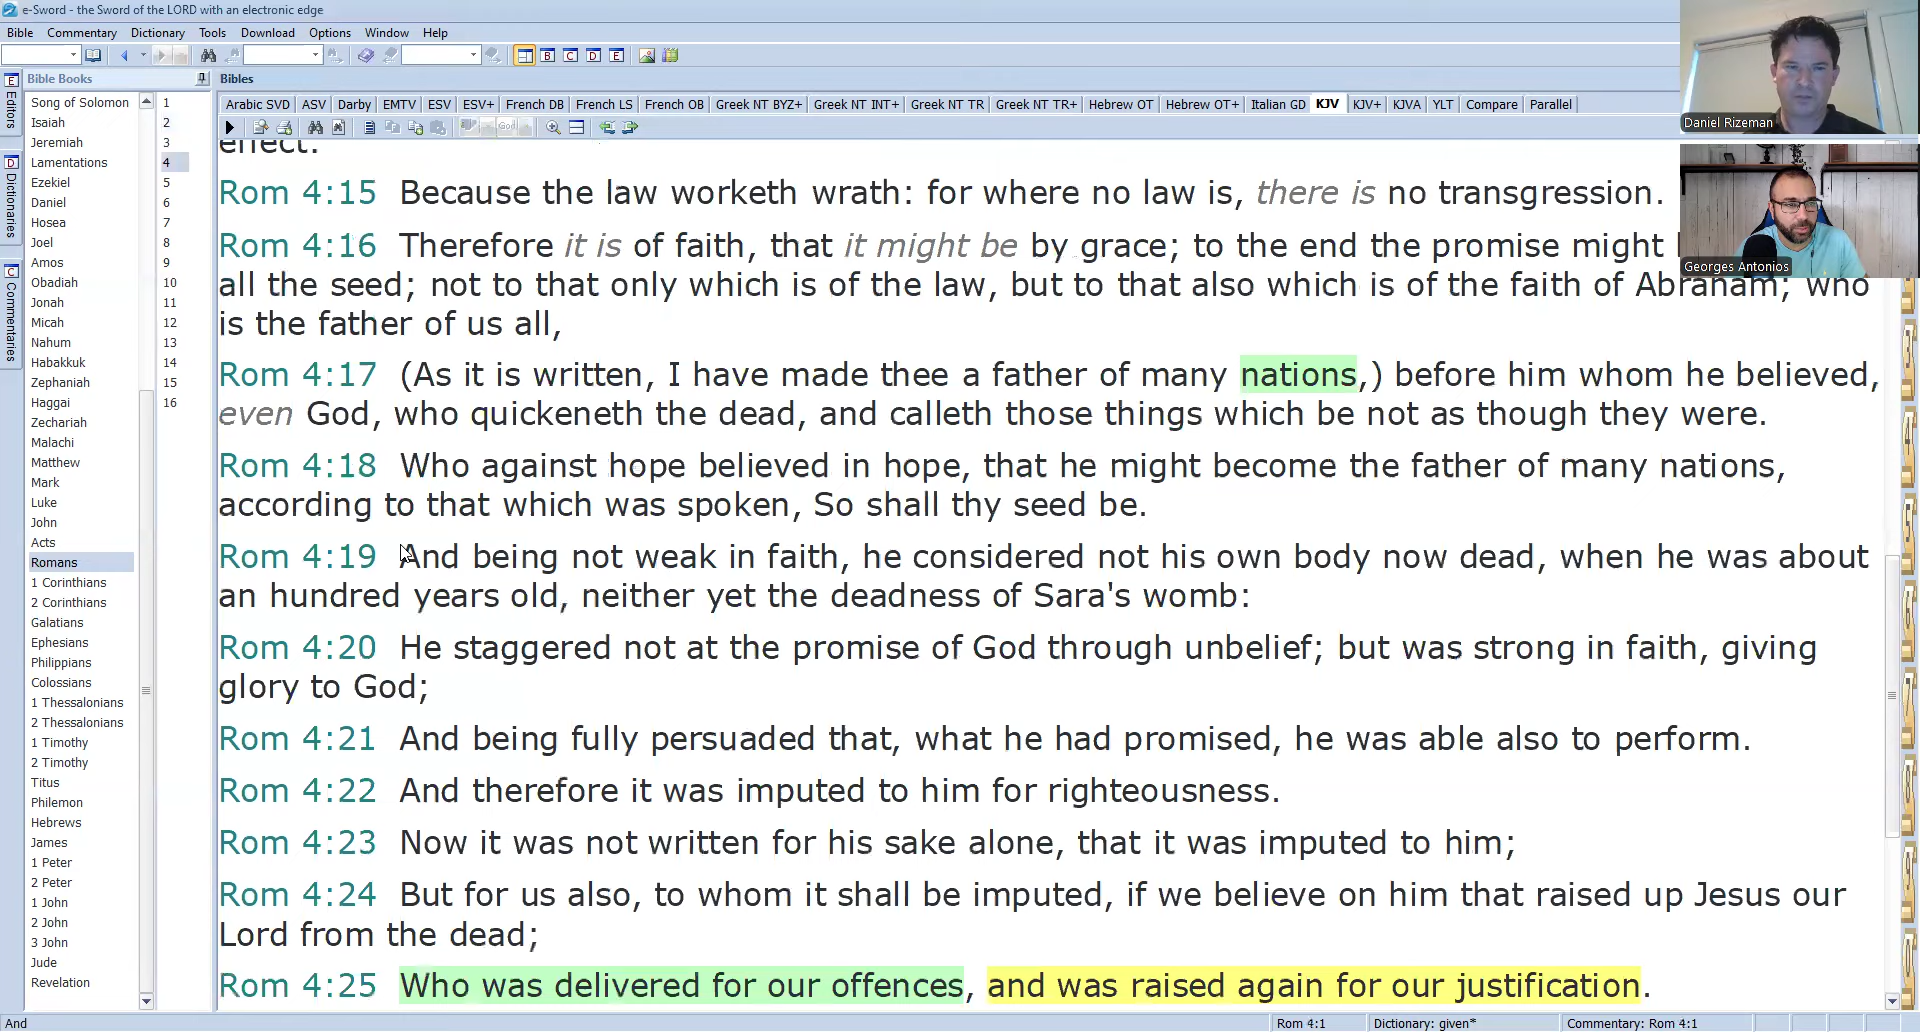 e-Sword - the Sword of the LORD with an electronic edge
Bible Commentary Dictionary Tools Download Options Window Help
B C D E
Bible Books
Bibles
E Editors
D Dictionaries
C Commentaries
Arabic SVD ASV Darby EMTV ESV ESV+ French DB French LS French OB Greek NT BYZ+ Greek NT INT+ Greek NT TR Greek NT TR+ Hebrew OT Hebrew OT+ Italian GD KJV KJV+ KJVA YLT Compare Parallel
God
Song of Solomon
Isaiah
Jeremiah
Lamentations
Ezekiel
Daniel
Hosea
Joel
Amos
Obadiah
Jonah
Micah
Nahum
Habakkuk
Zephaniah
Haggai
Zechariah
Malachi
Matthew
Mark
Luke
John
Acts
Romans
1 Corinthians
2 Corinthians
Galatians
Ephesians
Philippians
Colossians
1 Thessalonians
2 Thessalonians
1 Timothy
2 Timothy
Titus
Philemon
Hebrews
James
1 Peter
2 Peter
1 John
2 John
3 John
Jude
Revelation
1
2
3
4
5
6
7
8
9
10
11
12
13
14
15
16
effect:
Rom 4:15 Because the law worketh wrath: for where no law is, there is no transgression.
Rom 4:16 Therefore it is of faith, that it might be by grace; to the end the promise might
all the seed; not to that only which is of the law, but to that also which is of the faith of Abraham; who
is the father of us all,
Rom 4:17 (As it is written, I have made thee a father of many nations,) before him whom he believed,
even God, who quickeneth the dead, and calleth those things which be not as though they were.
Rom 4:18 Who against hope believed in hope, that he might become the father of many nations,
according to that which was spoken, So shall thy seed be.
Rom 4:19 And being not weak in faith, he considered not his own body now dead, when he was about
an hundred years old, neither yet the deadness of Sara's womb:
Rom 4:20 He staggered not at the promise of God through unbelief; but was strong in faith, giving
glory to God;
Rom 4:21 And being fully persuaded that, what he had promised, he was able also to perform.
Rom 4:22 And therefore it was imputed to him for righteousness.
Rom 4:23 Now it was not written for his sake alone, that it was imputed to him;
Rom 4:24 But for us also, to whom it shall be imputed, if we believe on him that raised up Jesus our
Lord from the dead;
Rom 4:25 Who was delivered for our offences, and was raised again for our justification.
Daniel Rizeman
Georges Antonios
3
4
5
6
7
8
9
And
Rom 4:1
Dictionary: given*
Commentary: Rom 4:1